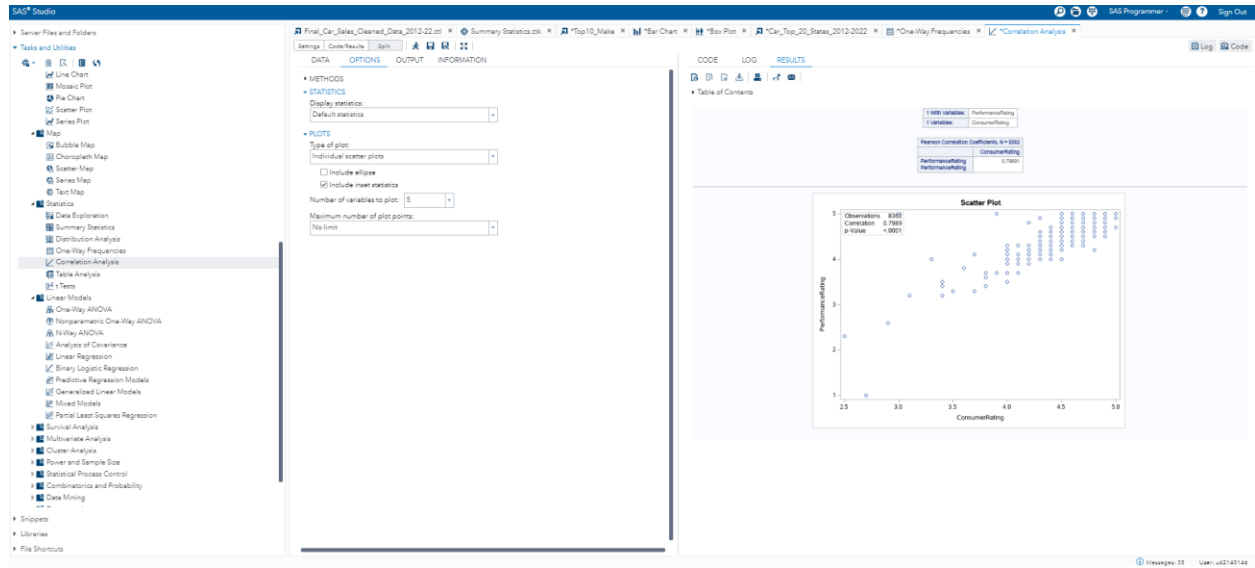 SAS® Studio
SAS Programmer
Sign Out
Server Files and Folders
Tasks and Utilities
Line Chart
Mosaic Plot
Pie Chart
Scatter Plot
Series Plot
Map
Bubble Map
Choropleth Map
Scatter Map
Series Map
Text Map
Statistics
Data Exploration
Summary Statistics
Distribution Analysis
One-Way Frequencies
Correlation Analysis
Table Analysis
t Tests
Linear Models
One-Way ANOVA
Nonparametric One-Way ANOVA
N-Way ANOVA
Analysis of Covariance
Linear Regression
Binary Logistic Regression
Predictive Regression Models
Generalized Linear Models
Mixed Models
Partial Least Squares Regression
Survival Analysis
Multivariate Analysis
Cluster Analysis
Power and Sample Size
Statistical Process Control
Combinatorics and Probability
Data Mining
Snippets
Libraries
File Shortcuts
Final_Car_Sales_Cleaned_Data_2012-22.ctl × Summary Statistics.ctk × *Top10_Make × *Bar Chart × *Box Plot × *Car_Top_20_States_2012-2022 × *One-Way Frequencies × *Correlation Analysis ×
Settings Code/Results Split
Log Code
DATA OPTIONS OUTPUT INFORMATION
METHODS
STATISTICS
Display statistics:
Default statistics
PLOTS
Type of plot:
Individual scatter plots
Include ellipse
Include inset statistics
Number of variables to plot: 5
Maximum number of plot points:
No limit
CODE LOG RESULTS
Table of Contents
1 With Variables: PerformanceRating
1 Variables: ConsumerRating
Pearson Correlation Coefficients, N = 8362
ConsumerRating
PerformanceRating 0.79891
PerformanceRating
Scatter Plot
Observations 8362
Correlation 0.7989
p-Value <.0001
5
4
3
2
1
PerformanceRating
2.5 3.0 3.5 4.0 4.5 5.0
ConsumerRating
Messages: 35 User: u62140146